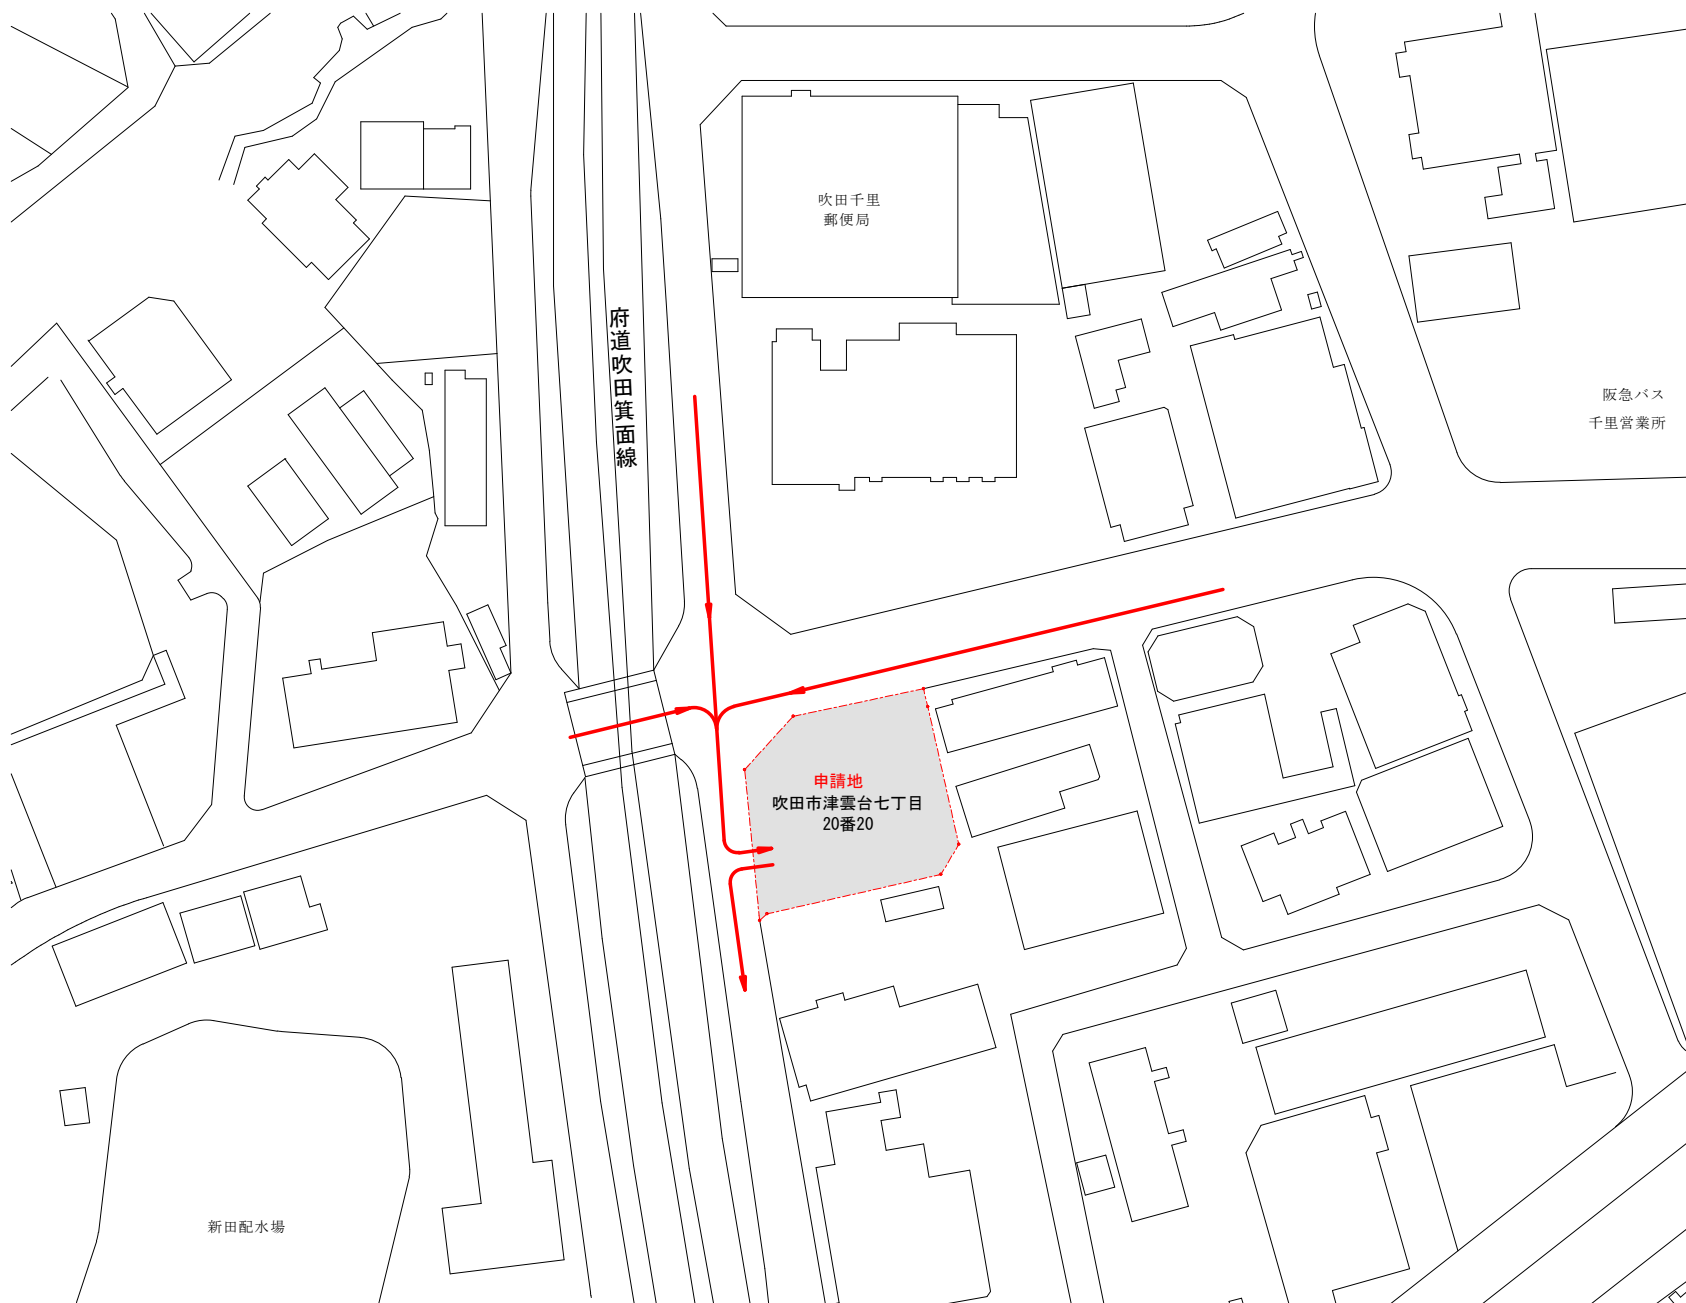 吹田千里
郵便局
府道吹田箕面線
阪急バス
千里営業所
申請地
吹田市津雲台七丁目
20番20
新田配水場